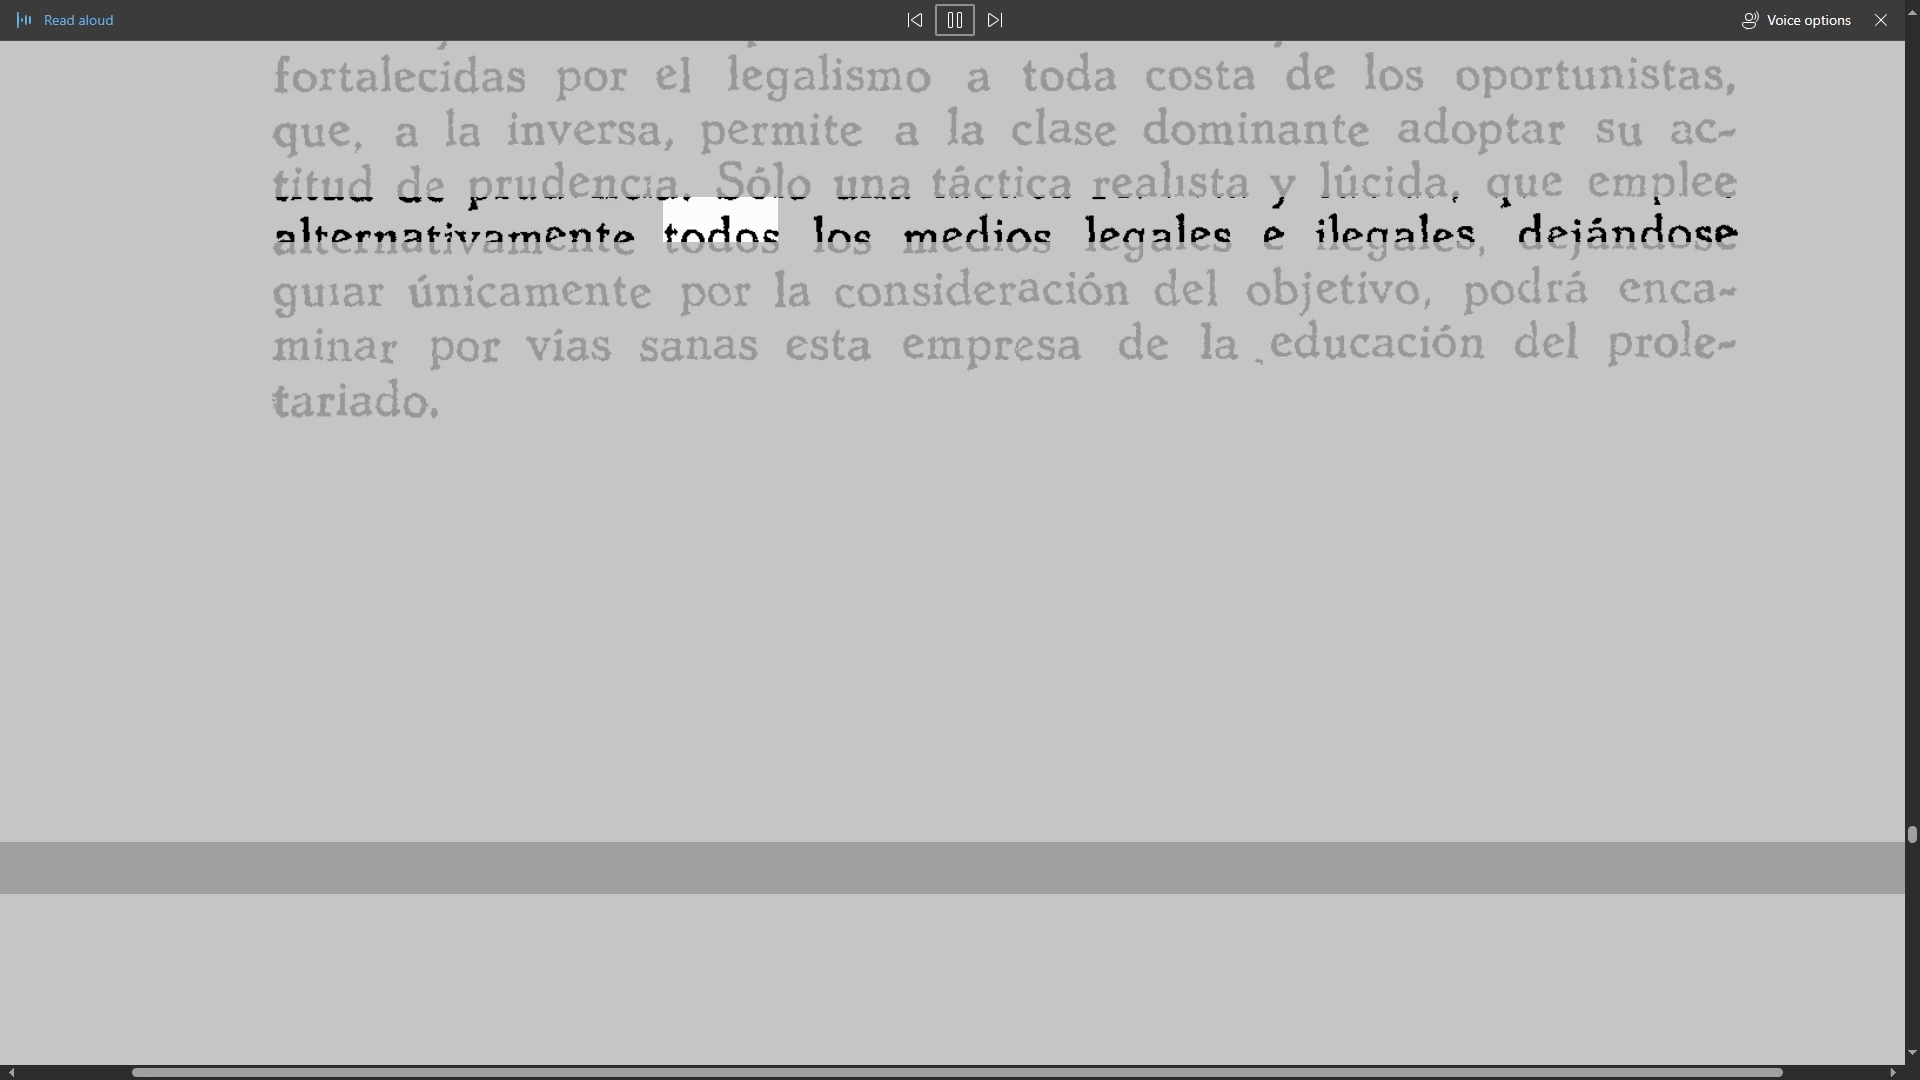 Read aloud
Voice options
fortalecidas por el legalismo a toda costa de los oportunistas,
que, a la inversa, permite a la clase dominante adoptar su ac-
titud de prudencia. Sólo una táctica realista y lúcida, que emplee
alternativamente todos los medios legales e ilegales, dejándose
guiar únicamente por la consideración del objetivo, podrá enca-
minar por vías sanas esta empresa de la educación del prole-
tariado.